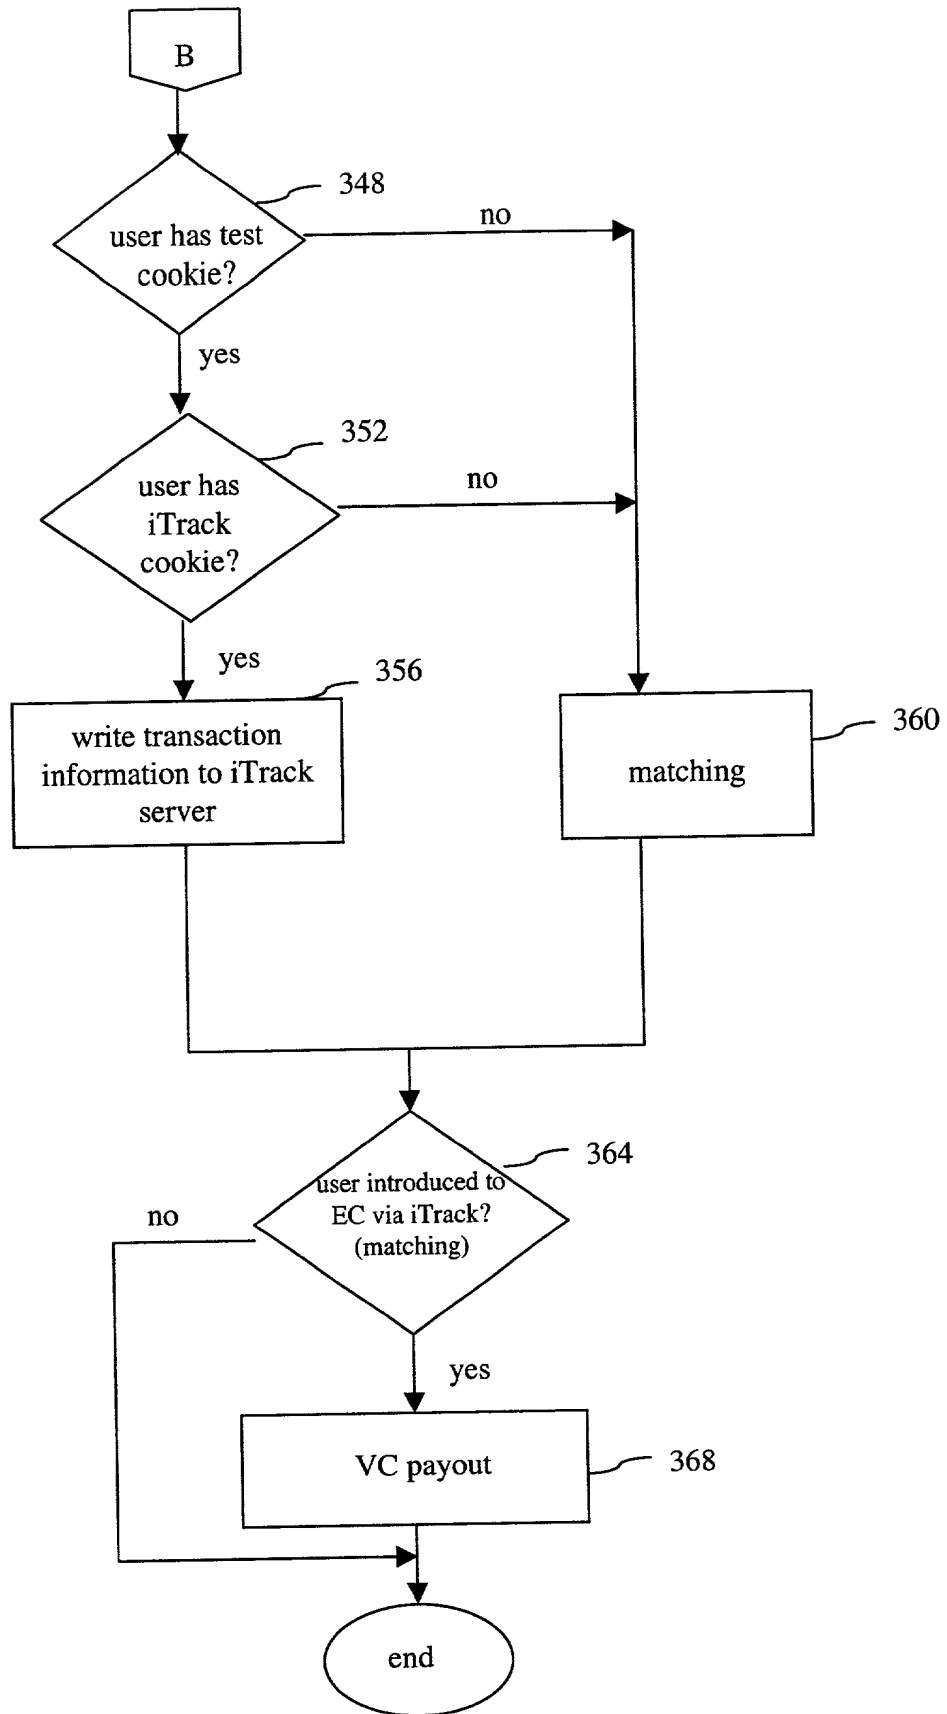 B
348
no
user has test
cookie?
yes
352
no
user has
iTrack
cookie?
yes
356
360
write transaction
information to iTrack
server
matching
364
user introduced to
EC via iTrack?
(matching)
no
yes
VC payout
368
end